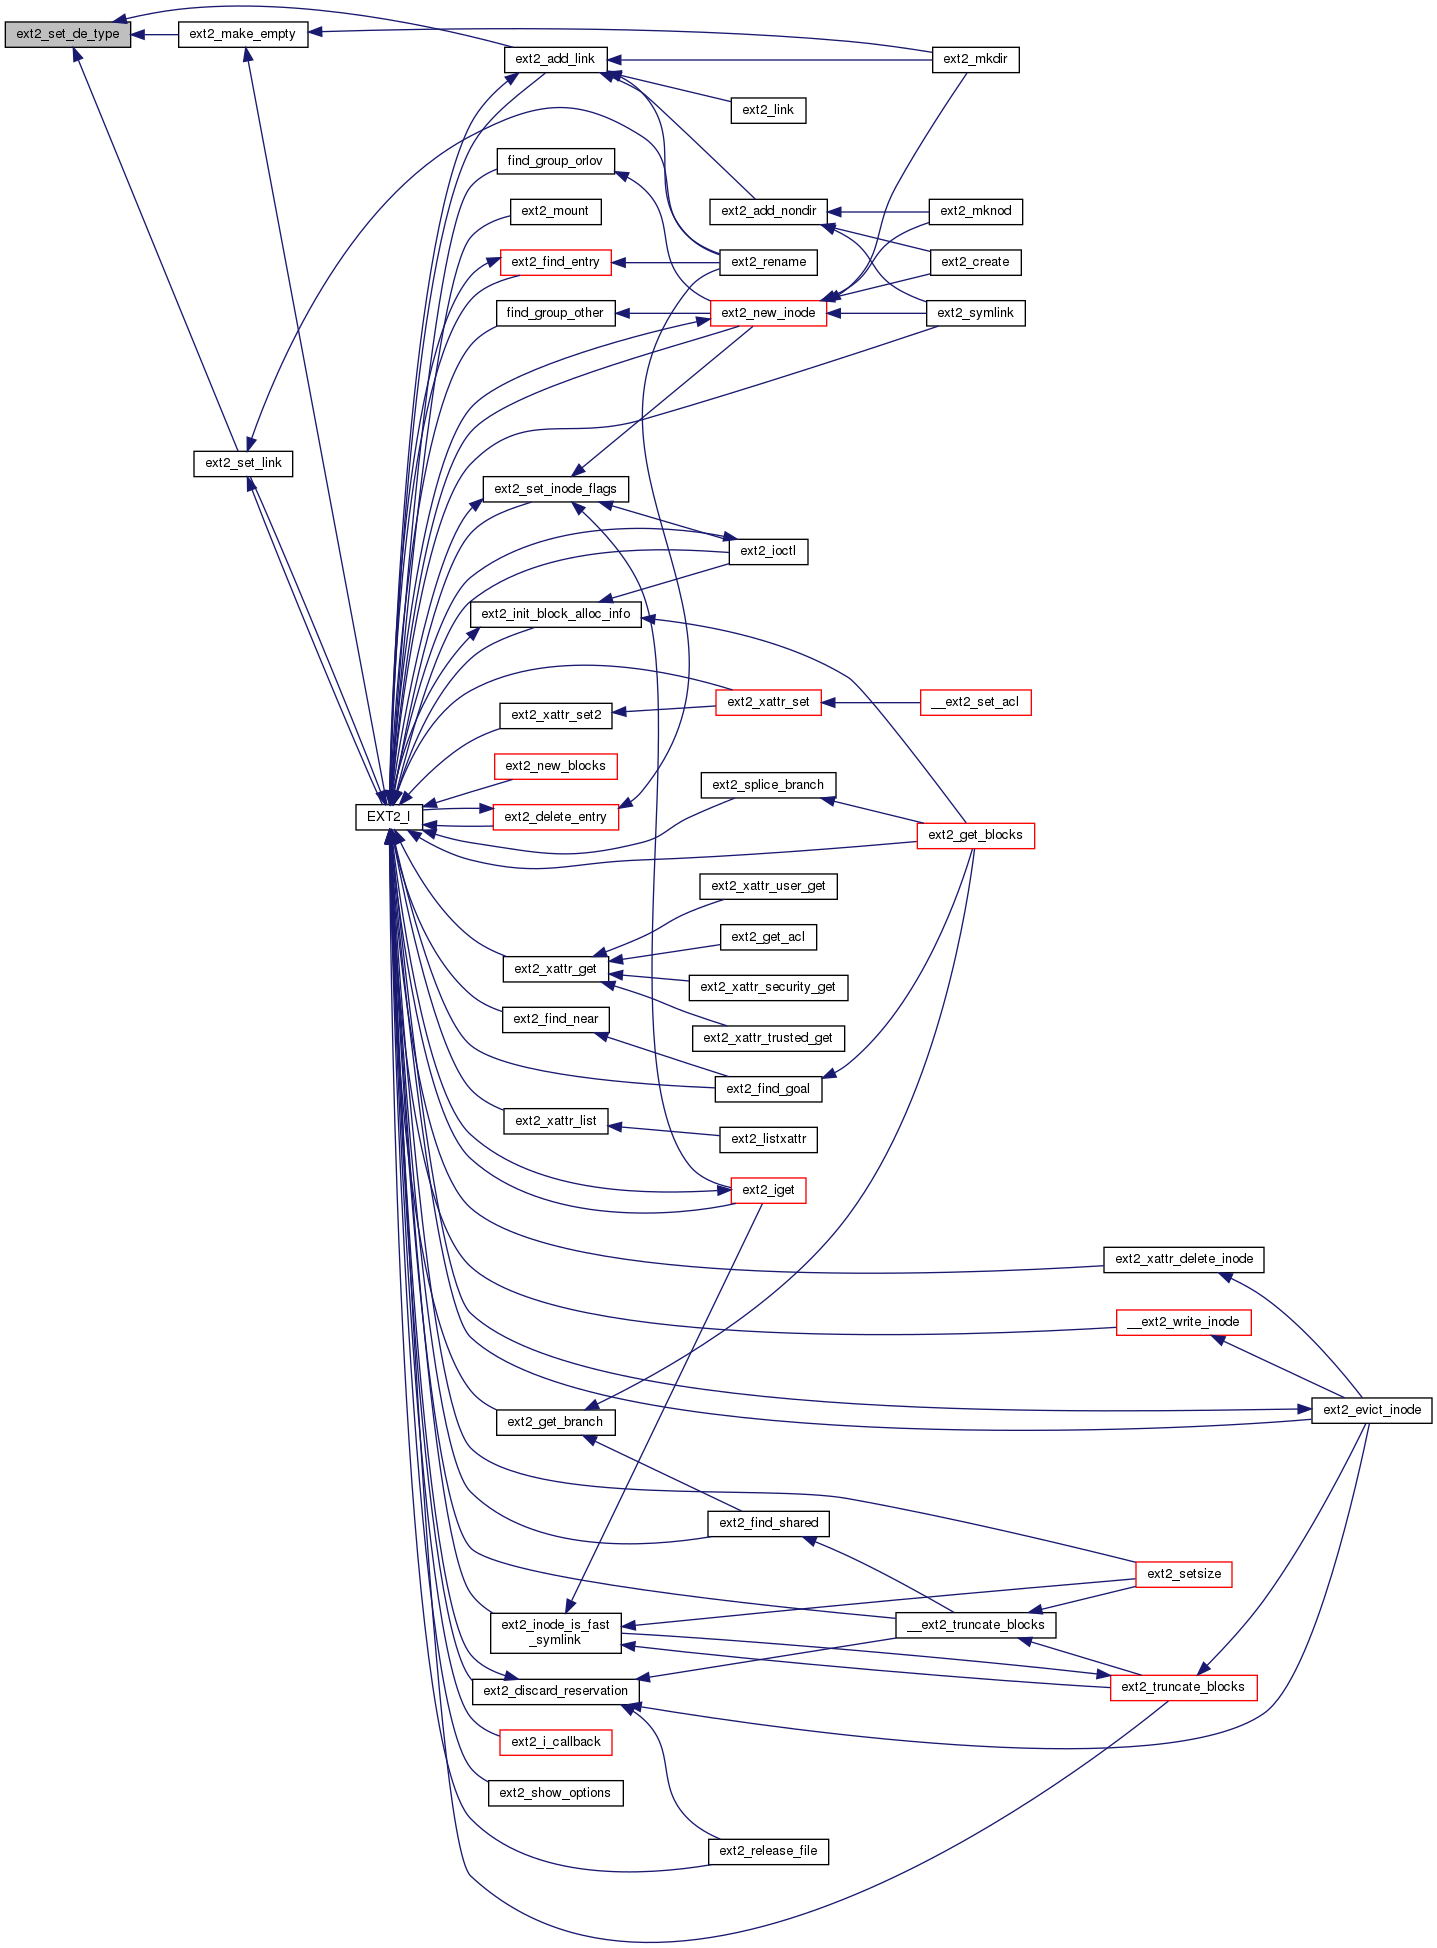 ext2_set_de_type
ext2_make_empty
ext2_add_link
ext2_mkdir
ext2_link
find_group_orlov
ext2_mount
ext2_add_nondir
ext2_mknod
ext2_find_entry
ext2_rename
ext2_create
find_group_other
ext2_new_inode
ext2_symlink
ext2_set_link
ext2_set_inode_flags
ext2_ioctl
ext2_init_block_alloc_info
ext2_xattr_set
__ext2_set_acl
ext2_xattr_set2
ext2_new_blocks
ext2_splice_branch
EXT2_I
ext2_delete_entry
ext2_get_blocks
ext2_xattr_user_get
ext2_get_acl
ext2_xattr_get
ext2_xattr_security_get
ext2_find_near
ext2_xattr_trusted_get
ext2_find_goal
ext2_xattr_list
ext2_listxattr
ext2_iget
ext2_xattr_delete_inode
__ext2_write_inode
ext2_get_branch
ext2_evict_inode
ext2_find_shared
ext2_setsize
ext2_inode_is_fast
_symlink
__ext2_truncate_blocks
ext2_discard_reservation
ext2_truncate_blocks
ext2_i_callback
ext2_show_options
ext2_release_file